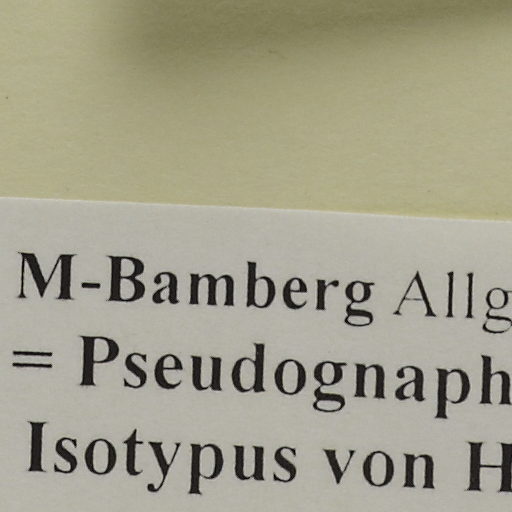 M-Bamberg Allg
= Pseudognaph
Isotypus von H